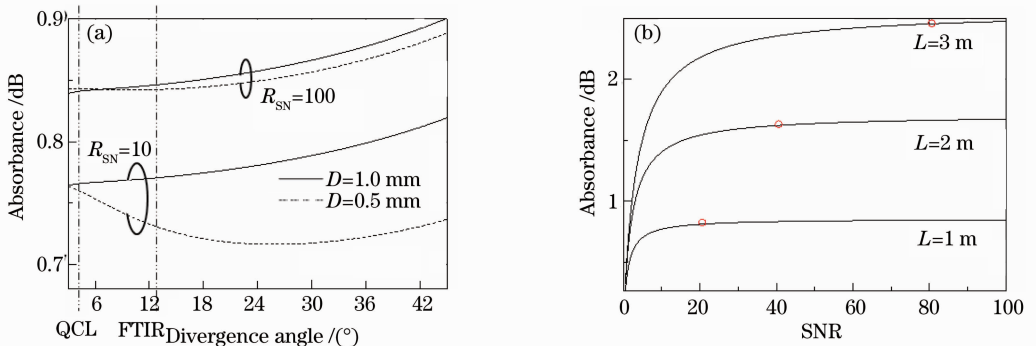 (a)
0.9
0.8
0.7
Absorbance /dB
R_SN=100
R_SN=10
D=1.0 mm
D=0.5 mm
6 12 18 24 30 36 42
QCL FTIR Divergence angle /(°)
(b)
2
1
Absorbance /dB
L=3 m
L=2 m
L=1 m
0 20 40 60 80 100
SNR